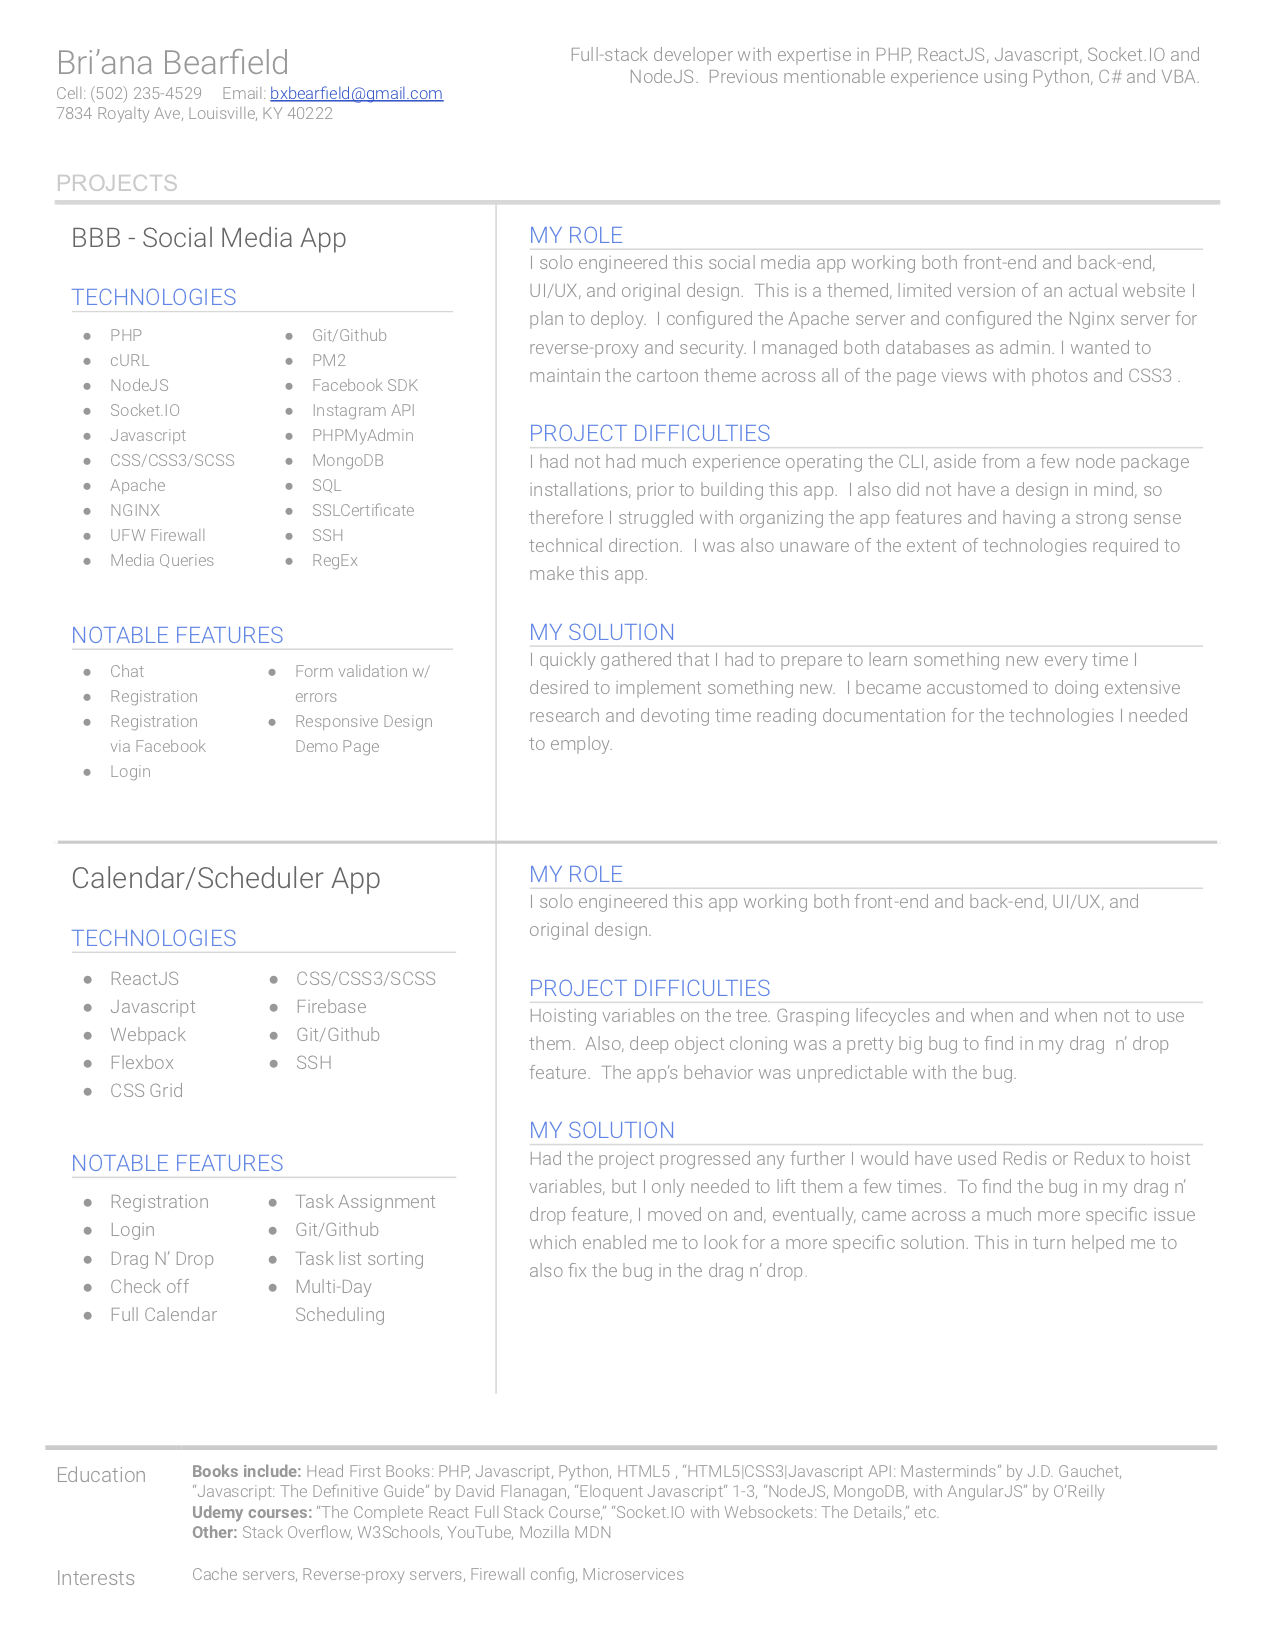 Bri’ana Bearfield
Cell: (502) 235-4529 Email: bxbearfield@gmail.com
7834 Royalty Ave, Louisville, KY 40222
Full-stack developer with expertise in PHP, ReactJS, Javascript, Socket.IO and
NodeJS. Previous mentionable experience using Python, C# and VBA.
PROJECTS
BBB - Social Media App
TECHNOLOGIES
● PHP
● cURL
● NodeJS
● Socket.IO
● Javascript
● CSS/CSS3/SCSS
● Apache
● NGINX
● UFW Firewall
● Media Queries
● Git/Github
● PM2
● Facebook SDK
● Instagram API
● PHPMyAdmin
● MongoDB
● SQL
● SSLCertificate
● SSH
● RegEx
NOTABLE FEATURES
● Chat
● Registration
● Registration
via Facebook
● Login
● Form validation w/
errors
● Responsive Design
Demo Page
MY ROLE
I solo engineered this social media app working both front-end and back-end,
UI/UX, and original design. This is a themed, limited version of an actual website I
plan to deploy. I configured the Apache server and configured the Nginx server for
reverse-proxy and security. I managed both databases as admin. I wanted to
maintain the cartoon theme across all of the page views with photos and CSS3 .
PROJECT DIFFICULTIES
I had not had much experience operating the CLI, aside from a few node package
installations, prior to building this app. I also did not have a design in mind, so
therefore I struggled with organizing the app features and having a strong sense
technical direction. I was also unaware of the extent of technologies required to
make this app.
MY SOLUTION
I quickly gathered that I had to prepare to learn something new every time I
desired to implement something new. I became accustomed to doing extensive
research and devoting time reading documentation for the technologies I needed
to employ.
Calendar/Scheduler App
TECHNOLOGIES
● ReactJS
● Javascript
● Webpack
● Flexbox
● CSS Grid
● CSS/CSS3/SCSS
● Firebase
● Git/Github
● SSH
NOTABLE FEATURES
● Registration
● Login
● Drag N’ Drop
● Check off
● Full Calendar
● Task Assignment
● Git/Github
● Task list sorting
● Multi-Day
Scheduling
MY ROLE
I solo engineered this app working both front-end and back-end, UI/UX, and
original design.
PROJECT DIFFICULTIES
Hoisting variables on the tree. Grasping lifecycles and when and when not to use
them. Also, deep object cloning was a pretty big bug to find in my drag n’ drop
feature. The app’s behavior was unpredictable with the bug.
MY SOLUTION
Had the project progressed any further I would have used Redis or Redux to hoist
variables, but I only needed to lift them a few times. To find the bug in my drag n’
drop feature, I moved on and, eventually, came across a much more specific issue
which enabled me to look for a more specific solution. This in turn helped me to
also fix the bug in the drag n’ drop.
Education
Books include: Head First Books: PHP, Javascript, Python, HTML5 , “HTML5|CSS3|Javascript API: Masterminds” by J.D. Gauchet,
“Javascript: The Definitive Guide” by David Flanagan, “Eloquent Javascript” 1-3, “NodeJS, MongoDB, with AngularJS” by O’Reilly
Udemy courses: “The Complete React Full Stack Course,“ “Socket.IO with Websockets: The Details,” etc.
Other: Stack Overflow, W3Schools, YouTube, Mozilla MDN
Interests
Cache servers, Reverse-proxy servers, Firewall config, Microservices